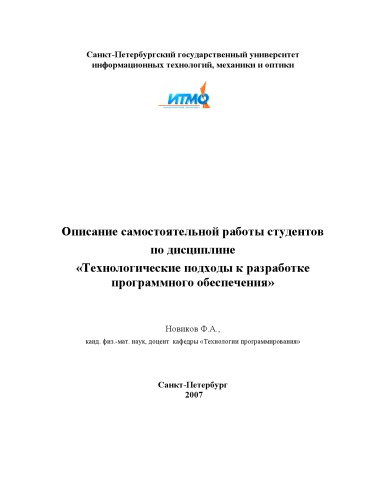 Санкт-Петербургский государственный университет
информационных технологий, механики и оптики
ИТМО
Описание самостоятельной работы студентов
по дисциплине
«Технологические подходы к разработке
программного обеспечения»
Новиков Ф.А.,
канд. физ.-мат. наук, доцент кафедры «Технологии программирования»
Санкт-Петербург
2007